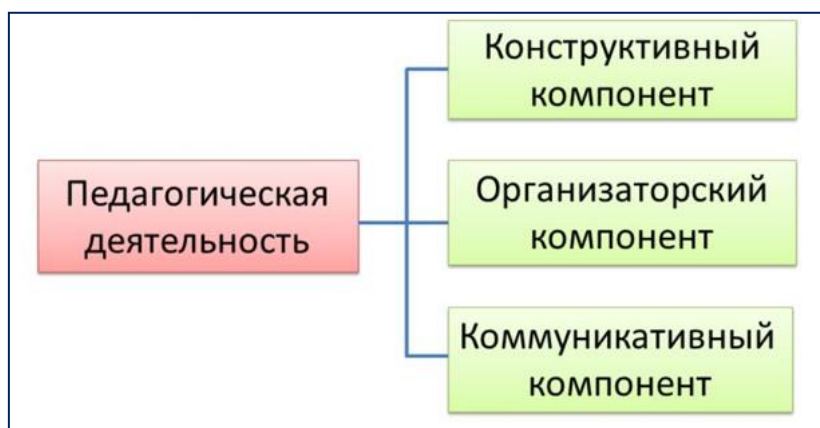 Конструктивный
компонент
Педагогическая
деятельность
Организаторский
компонент
Коммуникативный
компонент